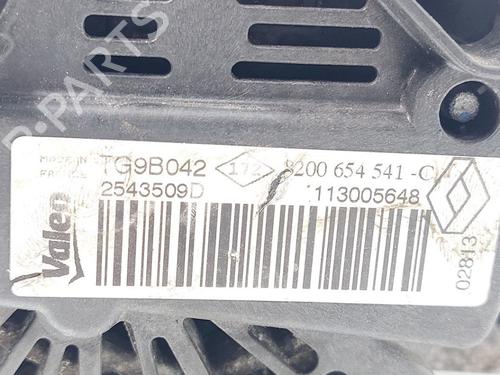 B-PARTS
MADE IN FRANCE
Valeo
TG9B042
172
8200 654 541 -C
2543509D
113005648
02813